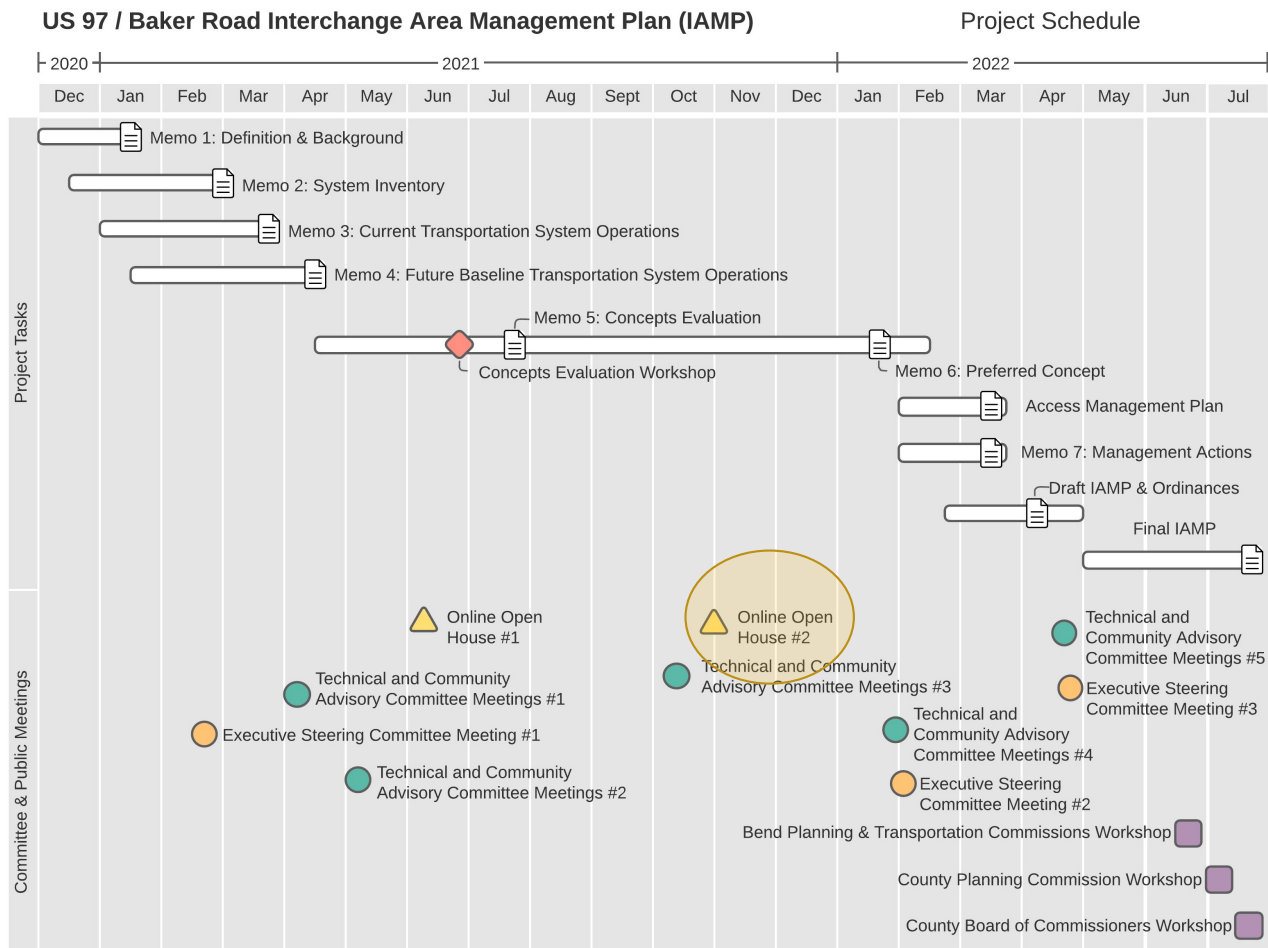 US 97 / Baker Road Interchange Area Management Plan (IAMP)
Project Schedule
2020
2021
2022
Dec
Jan
Feb
Mar
Apr
May
Jun
Jul
Aug
Sept
Oct
Nov
Dec
Jan
Feb
Mar
Apr
May
Jun
Jul
Project Tasks
Memo 1: Definition & Background
Memo 2: System Inventory
Memo 3: Current Transportation System Operations
Memo 4: Future Baseline Transportation System Operations
Memo 5: Concepts Evaluation
Concepts Evaluation Workshop
Memo 6: Preferred Concept
Access Management Plan
Memo 7: Management Actions
Draft IAMP & Ordinances
Final IAMP
Committee & Public Meetings
Online Open
House #1
Online Open
House #2
Technical and
Community Advisory
Committee Meetings #5
Technical and Community
Advisory Committee Meetings #3
Technical and Community
Advisory Committee Meetings #1
Executive Steering
Committee Meeting #3
Executive Steering Committee Meeting #1
Technical and
Community Advisory
Committee Meetings #4
Technical and Community
Advisory Committee Meetings #2
Executive Steering
Committee Meeting #2
Bend Planning & Transportation Commissions Workshop
County Planning Commission Workshop
County Board of Commissioners Workshop